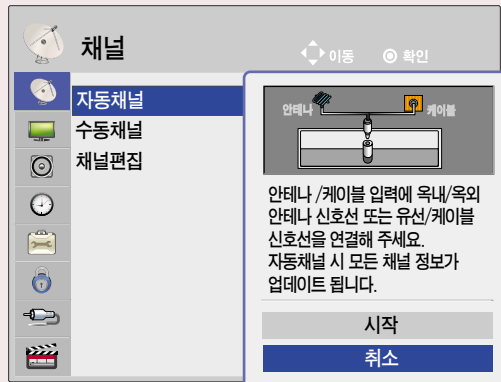 채널
이동 확인
자동채널
수동채널
채널편집
안테나 케이블
안테나 /케이블 입력에 옥내/옥외
안테나 신호선 또는 유선/케이블
신호선을 연결해 주세요.
자동채널 시 모든 채널 정보가
업데이트 됩니다.
시작
취소